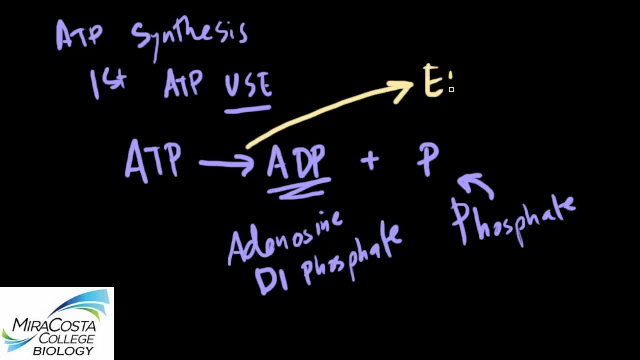 ATP Synthesis
1st ATP USE
E
ATP → ADP + P
Adenosine
DI Phosphate
Phosphate
MIRACOSTA
COLLEGE
BIOLOGY